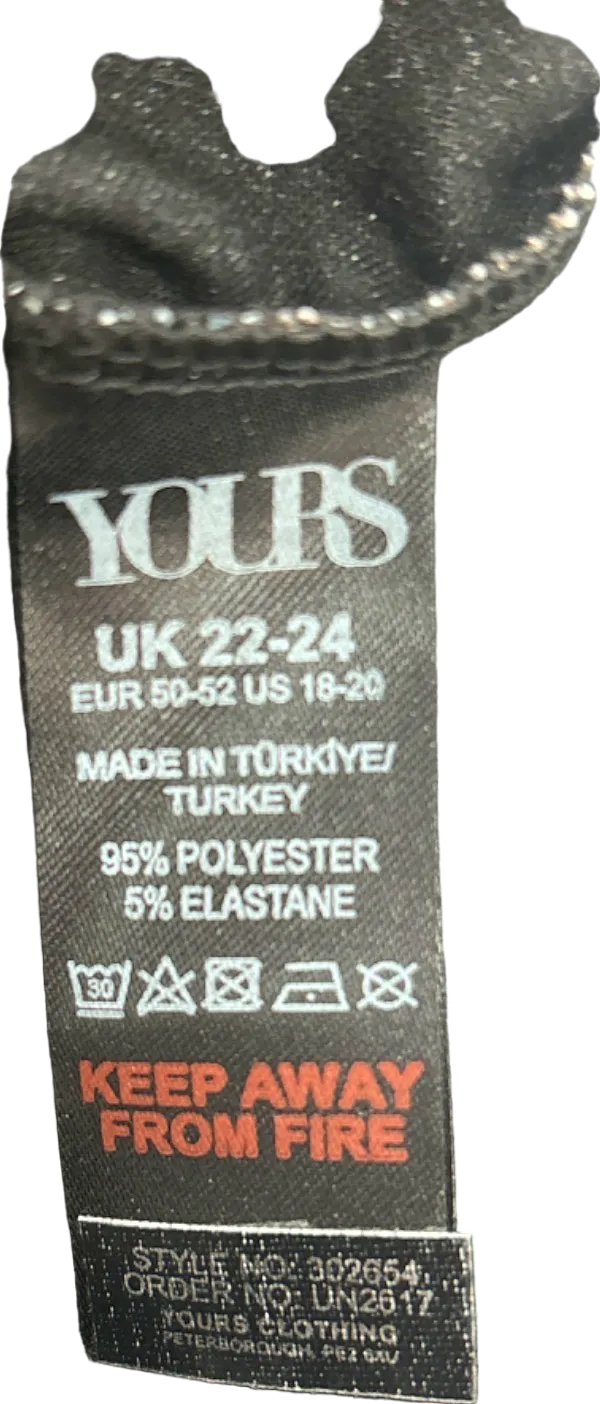 YOURS
UK 22-24
EUR 50-52 US 18-20
MADE IN TÜRKİYE/
TURKEY
95% POLYESTER
5% ELASTANE
30
KEEP AWAY
FROM FIRE
STYLE NO: 302654
ORDER NO: UN2617
YOURS CLOTHING
PETERBOROUGH, PE2